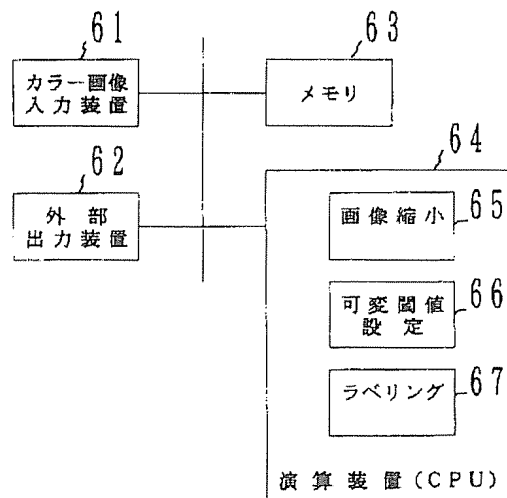 61
カラー画像
入力装置
63
メモリ
62
外部
出力装置
64
65
画像縮小
66
可変閾値
設定
67
ラベリング
演算装置(CPU)